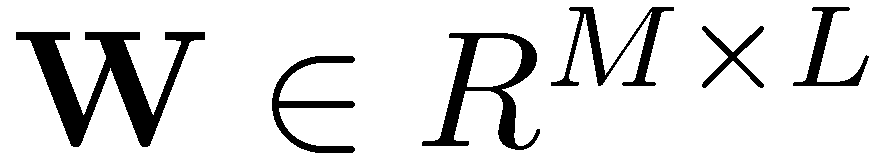 𝐖 ∈ R^{M × L}